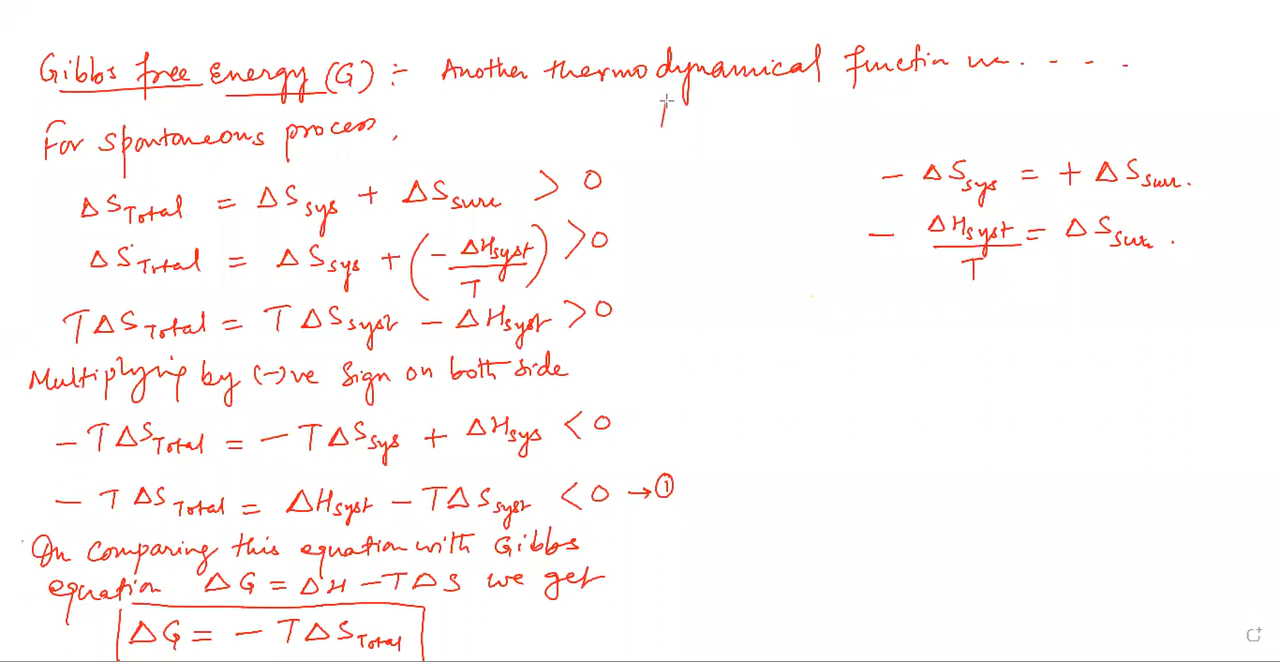 Gibbs free Energy (G) :- Another thermodynamical function ....
For spontaneous process,
ΔS_Total = ΔS_sys + ΔS_surr > 0
ΔS_Total = ΔS_sys + (- ΔH_syst / T) > 0
TΔS_Total = TΔS_syst - ΔH_syst > 0
Multiplying by (-)ve sign on both side
- TΔS_Total = - TΔS_sys + ΔH_sys < 0
- TΔS_Total = ΔH_syst - TΔS_syst < 0 → ①
On comparing this equation with Gibbs
equation ΔG = ΔH - TΔS we get
ΔG = - TΔS_Total
- ΔS_sys = + ΔS_surr.
- ΔH_syst / T = ΔS_surr.